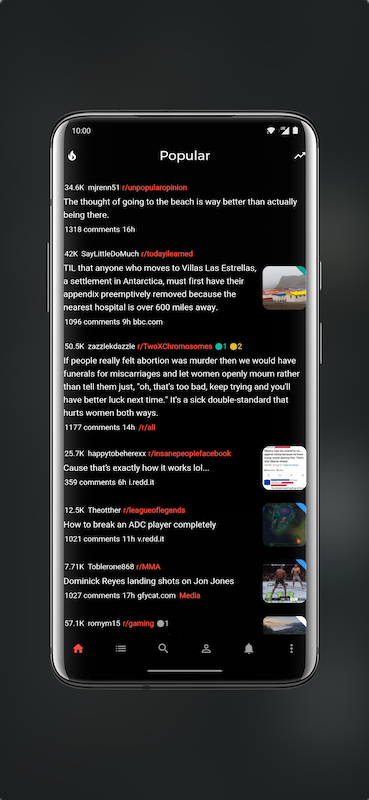 10:00
Popular
34.6K mjrenn51 r/unpopularopinion
The thought of going to the beach is way better than actually
being there.
1318 comments 16h
42K SayLittleDoMuch r/todayilearned
TIL that anyone who moves to Villas Las Estrellas,
a settlement in Antarctica, must first have their
appendix preemptively removed because the
nearest hospital is over 600 miles away.
1096 comments 9h bbc.com
50.5K zazzlekdazzle r/TwoXChromosomes 1 2
If people really felt abortion was murder then we would have
funerals for miscarriages and let women openly mourn rather
than tell them just, "oh, that's too bad, keep trying and you'll
have better luck next time." It's a sick double-standard that
hurts women both ways.
1177 comments 14h /r/all
25.7K happytobeherexx r/insanepeoplefacebook
Cause that's exactly how it works lol...
359 comments 6h i.redd.it
12.5K Theotther r/leagueoflegends
How to break an ADC player completely
1021 comments 11h v.redd.it
7.71K Toblerone868 r/MMA
Dominick Reyes landing shots on Jon Jones
1027 comments 17h gfycat.com Media
57.1K romym15 r/gaming 1